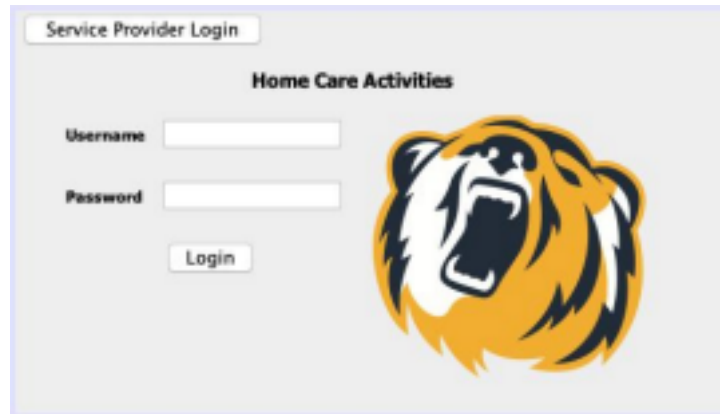 Service Provider Login
Home Care Activities
Username
Password
Login